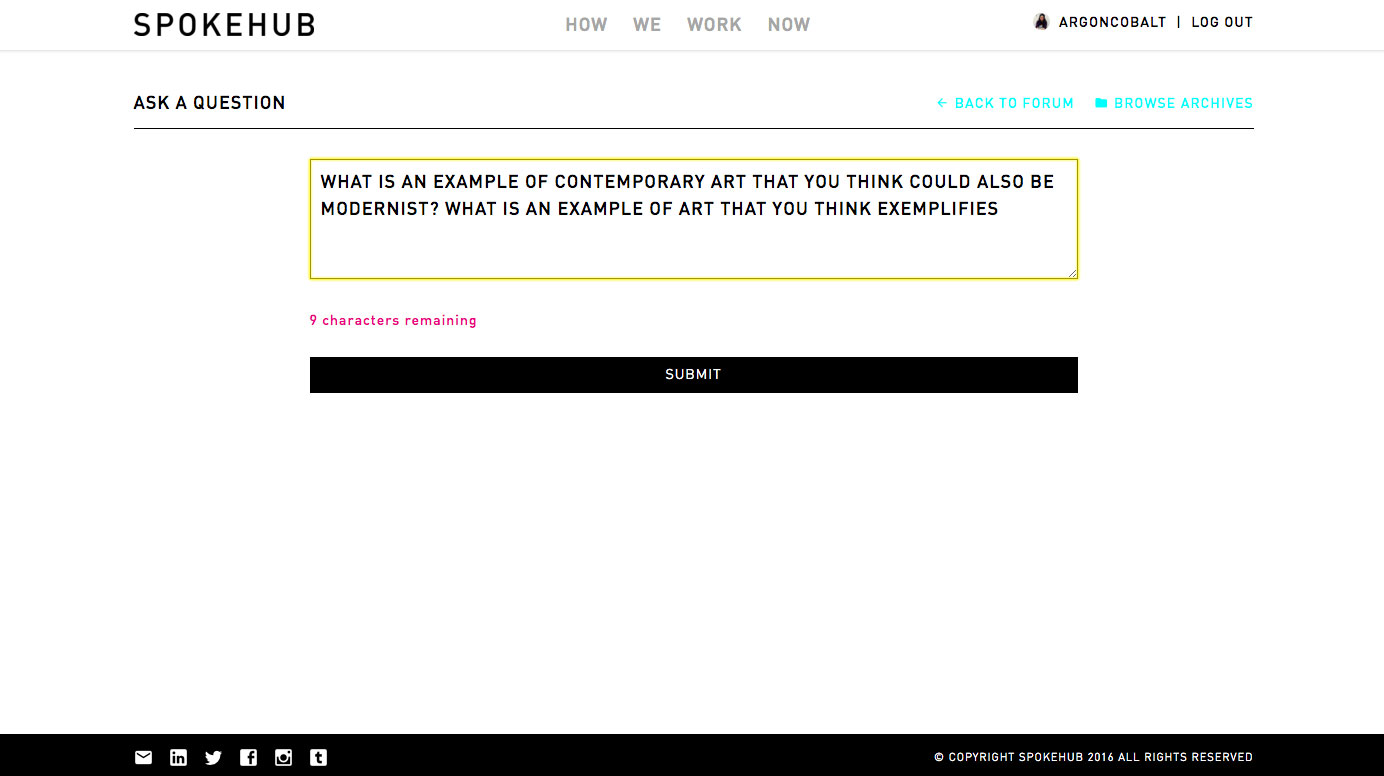 SPOKEHUB
HOW WE WORK NOW
ARGONCOBALT | LOG OUT
ASK A QUESTION
BACK TO FORUM
BROWSE ARCHIVES
WHAT IS AN EXAMPLE OF CONTEMPORARY ART THAT YOU THINK COULD ALSO BE
MODERNIST? WHAT IS AN EXAMPLE OF ART THAT YOU THINK EXEMPLIFIES
9 characters remaining
SUBMIT
© COPYRIGHT SPOKEHUB 2016 ALL RIGHTS RESERVED